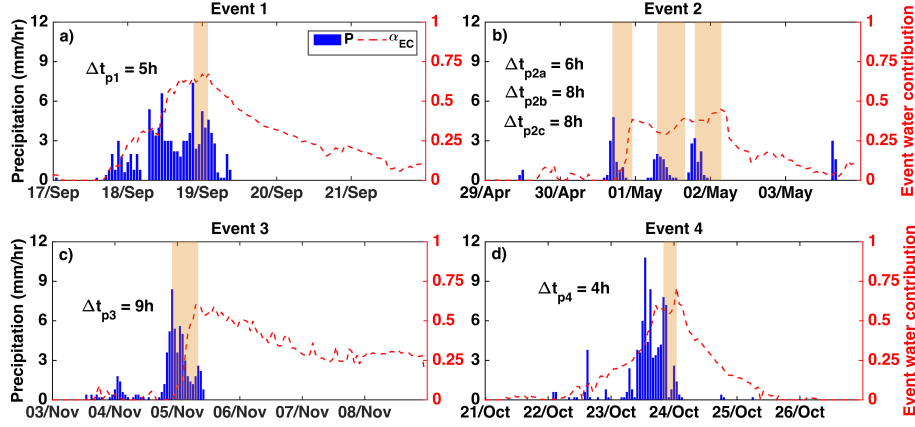 Event 1
Event 2
a)
P
α_EC
Δt_p1 = 5h
Precipitation (mm/hr)
12
9
6
3
0
1
0.75
0.5
0.25
0
17/Sep
18/Sep
19/Sep
20/Sep
21/Sep
b)
Δt_p2a = 6h
Δt_p2b = 8h
Δt_p2c = 8h
12
9
6
3
0
1
0.75
0.5
0.25
0
Event water contribution
29/Apr
30/Apr
01/May
02/May
03/May
Event 3
Event 4
c)
Δt_p3 = 9h
Precipitation (mm/hr)
12
9
6
3
0
1
0.75
0.5
0.25
0
03/Nov
04/Nov
05/Nov
06/Nov
07/Nov
08/Nov
d)
Δt_p4 = 4h
12
9
6
3
0
1
0.75
0.5
0.25
0
Event water contribution
21/Oct
22/Oct
23/Oct
24/Oct
25/Oct
26/Oct